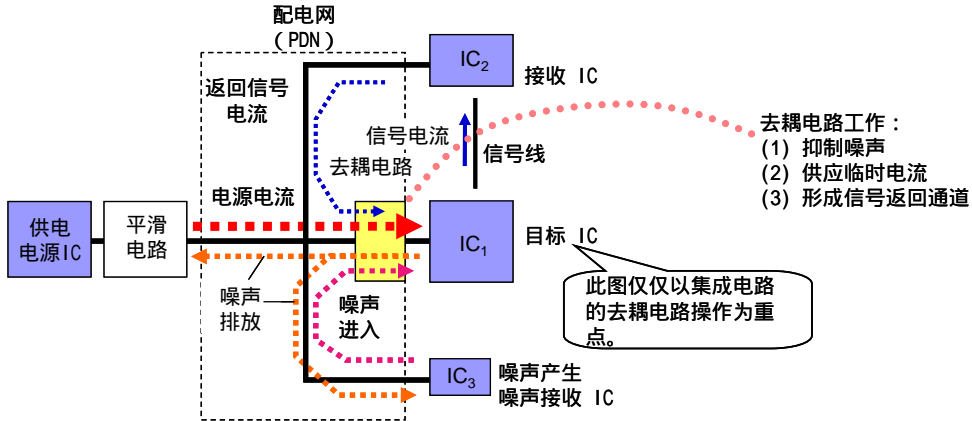 配电网
（PDN）
IC2
接收 IC
返回信号
电流
信号电流
信号线
去耦电路
去耦电路工作：
(1) 抑制噪声
(2) 供应临时电流
(3) 形成信号返回通道
电源电流
供电
电源IC
平滑
电路
IC1
目标 IC
此图仅仅以集成电路
的去耦电路操作为重
点。
噪声
排放
噪声
进入
IC3
噪声产生
噪声接收 IC